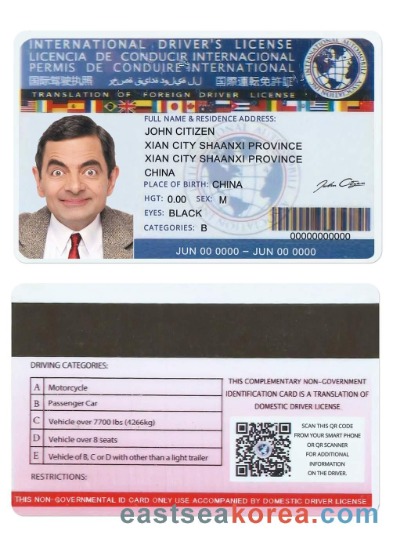 INTERNATIONAL DRIVER'S LICENSE
LICENCIA DE CONDUCIR INTERNACIONAL
PERMIS DE CONDUIRE INTERNATIONAL
国际驾驶执照
国際運転免許証
TRANSLATION OF FOREIGN DRIVER LICENSE
FULL NAME & RESIDENCE ADDRESS:
JOHN CITIZEN
XIAN CITY SHAANXI PROVINCE
XIAN CITY SHAANXI PROVINCE
CHINA
PLACE OF BIRTH: CHINA
HGT: 0.00 SEX: M
EYES: BLACK
CATEGORIES: B
John Citizen
00000000000
JUN 00 0000 – JUN 00 0000
DRIVING CATEGORIES:
A Motorcycle
B Passenger Car
C Vehicle over 7700 lbs (4266kg)
D Vehicle over 8 seats
E Vehicle of B, C or D with other than a light trailer
RESTRICTIONS:
THIS COMPLEMENTARY NON-GOVERNMENT
IDENTIFICATION CARD IS A TRANSLATION OF
DOMESTIC DRIVER LICENSE
SCAN THIS QR CODE
FROM YOUR SMART PHONE
OR QR SCANNER
FOR ADDITIONAL
INFORMATION
ON THE DRIVER.
THIS NON-GOVERNMENTAL ID CARD ONLY USE ACCOMPANIED BY DOMESTIC DRIVER LICENSE
eastseakorea.com